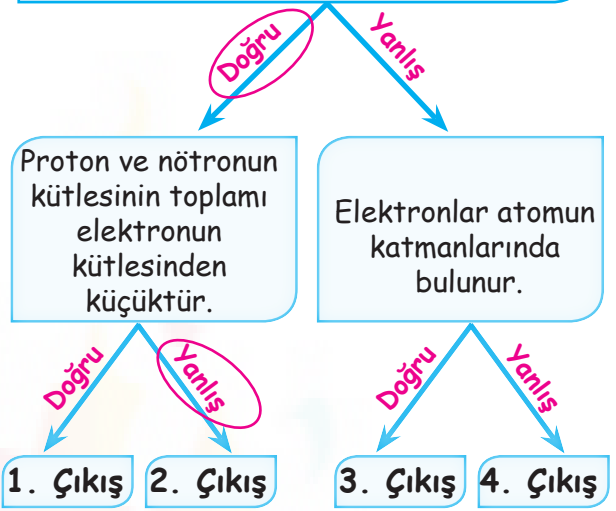 Doğru
Yanlış
Proton ve nötronun
kütlesinin toplamı
elektronun
kütlesinden
küçüktür.
Elektronlar atomun
katmanlarında
bulunur.
Doğru
Yanlış
Doğru
Yanlış
1. Çıkış
2. Çıkış
3. Çıkış
4. Çıkış